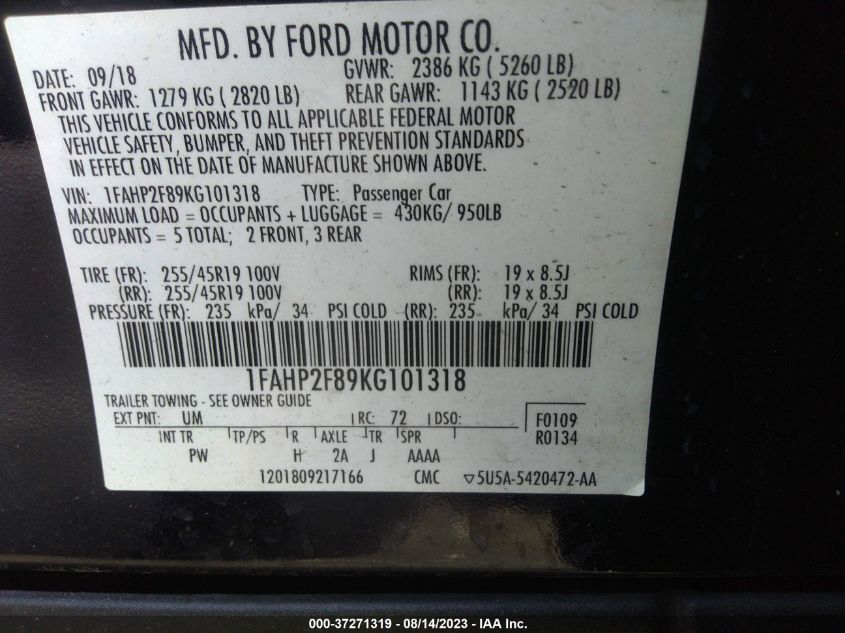 MFD. BY FORD MOTOR CO.
DATE: 09/18 GVWR: 2386 KG ( 5260 LB)
FRONT GAWR: 1279 KG ( 2820 LB) REAR GAWR: 1143 KG ( 2520 LB)
THIS VEHICLE CONFORMS TO ALL APPLICABLE FEDERAL MOTOR
VEHICLE SAFETY, BUMPER, AND THEFT PREVENTION STANDARDS
IN EFFECT ON THE DATE OF MANUFACTURE SHOWN ABOVE.
VIN: 1FAHP2F89KG101318 TYPE: Passenger Car
MAXIMUM LOAD = OCCUPANTS + LUGGAGE = 430KG/ 950LB
OCCUPANTS = 5 TOTAL; 2 FRONT, 3 REAR
TIRE (FR): 255/45R19 100V RIMS (FR): 19 x 8.5J
(RR): 255/45R19 100V (RR): 19 x 8.5J
PRESSURE (FR): 235 kPa/ 34 PSI COLD (RR): 235 kPa/ 34 PSI COLD
1FAHP2F89KG101318
TRAILER TOWING - SEE OWNER GUIDE
EXT PNT: UM RC: 72 DSO: F0109
INT TR TP/PS R AXLE TR SPR R0134
PW H 2A J AAAA
1201809217166 CMC ▽5U5A-5420472-AA
000-37271319 - 08/14/2023 - IAA Inc.